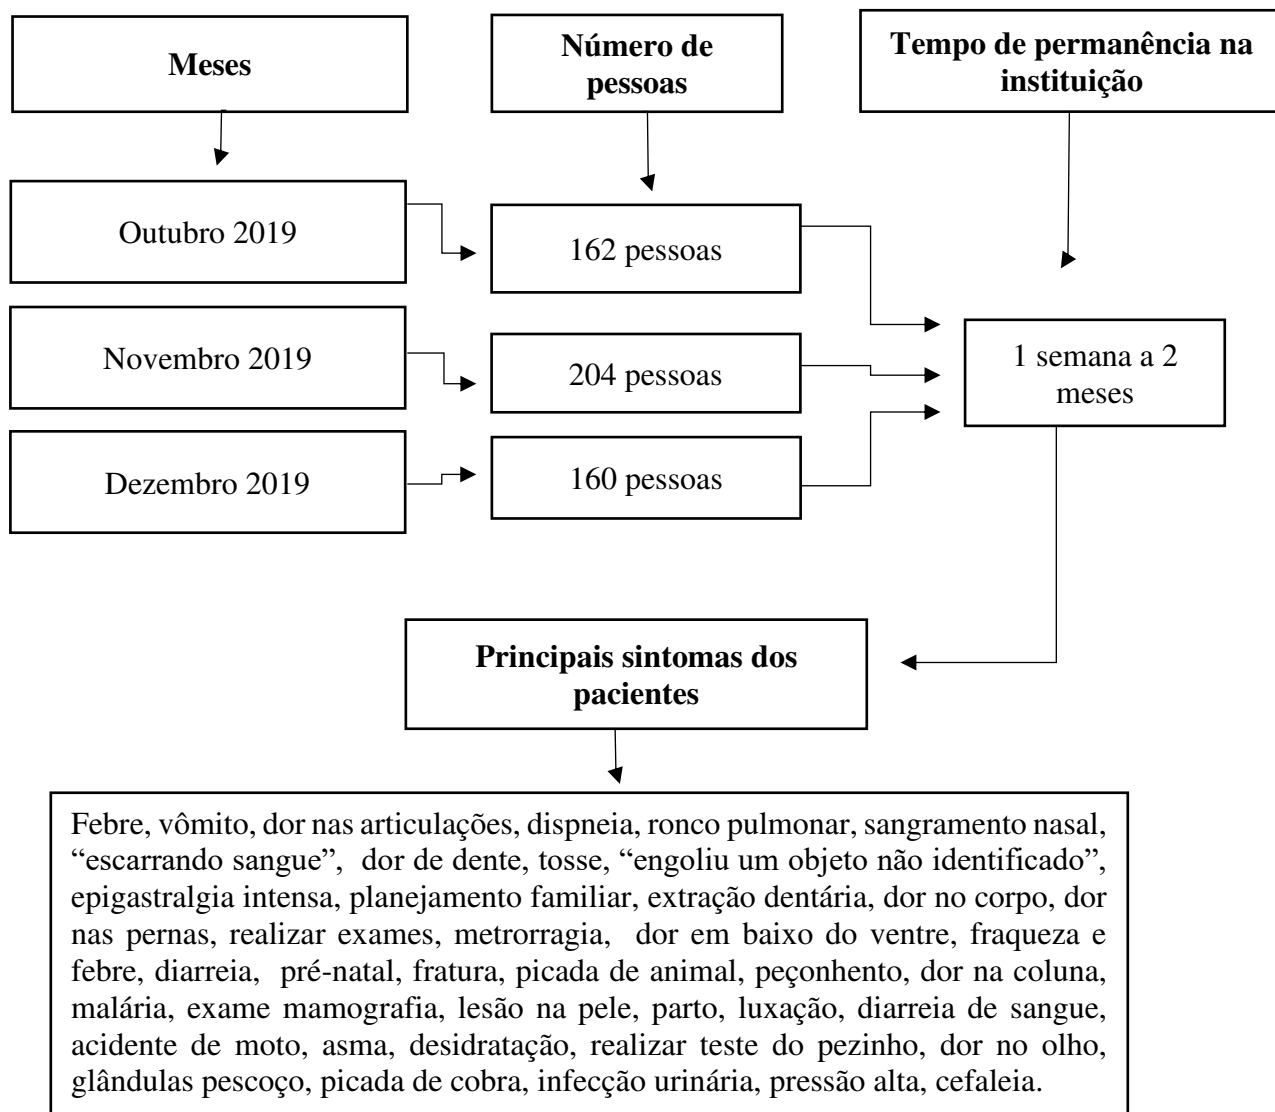 Meses
Número de
pessoas
Tempo de permanência na
instituição
Outubro 2019
162 pessoas
Novembro 2019
204 pessoas
1 semana a 2
meses
Dezembro 2019
160 pessoas
Principais sintomas dos
pacientes
Febre, vômito, dor nas articulações, dispneia, ronco pulmonar, sangramento nasal,
“escarrando sangue”, dor de dente, tosse, “engoliu um objeto não identificado”,
epigastralgia intensa, planejamento familiar, extração dentária, dor no corpo, dor
nas pernas, realizar exames, metrorragia, dor em baixo do ventre, fraqueza e
febre, diarreia, pré-natal, fratura, picada de animal, peçonhento, dor na coluna,
malária, exame mamografia, lesão na pele, parto, luxação, diarreia de sangue,
acidente de moto, asma, desidratação, realizar teste do pezinho, dor no olho,
glândulas pescoço, picada de cobra, infecção urinária, pressão alta, cefaleia.